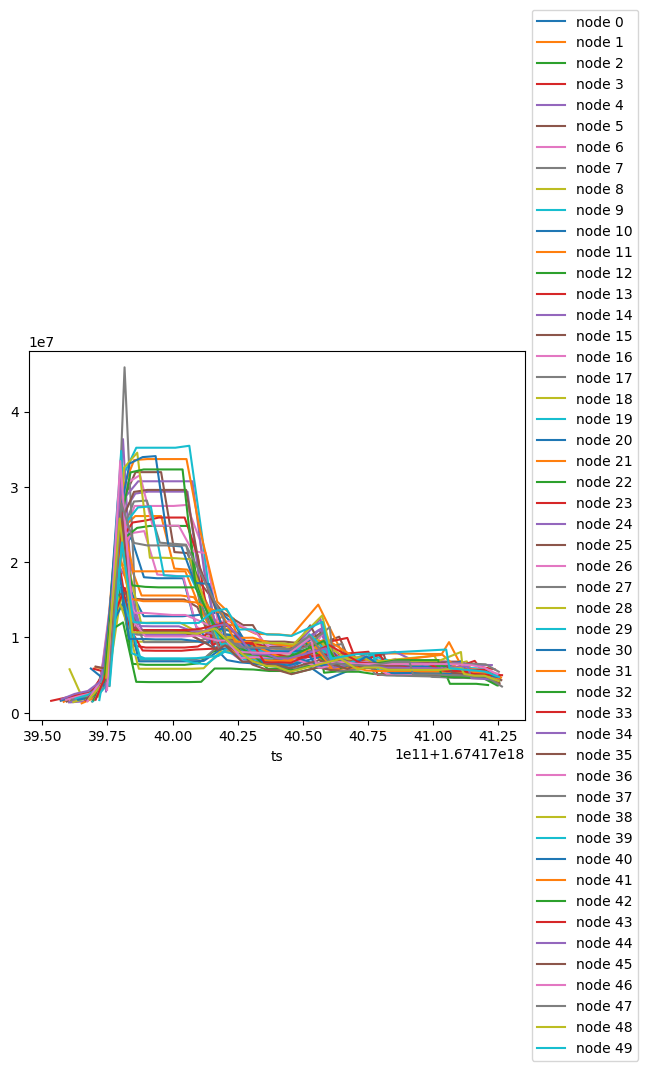 1e7
4
3
2
1
0
39.50 39.75 40.00 40.25 40.50 40.75 41.00 41.25
ts
1e11+1.67417e18
node 0
node 1
node 2
node 3
node 4
node 5
node 6
node 7
node 8
node 9
node 10
node 11
node 12
node 13
node 14
node 15
node 16
node 17
node 18
node 19
node 20
node 21
node 22
node 23
node 24
node 25
node 26
node 27
node 28
node 29
node 30
node 31
node 32
node 33
node 34
node 35
node 36
node 37
node 38
node 39
node 40
node 41
node 42
node 43
node 44
node 45
node 46
node 47
node 48
node 49